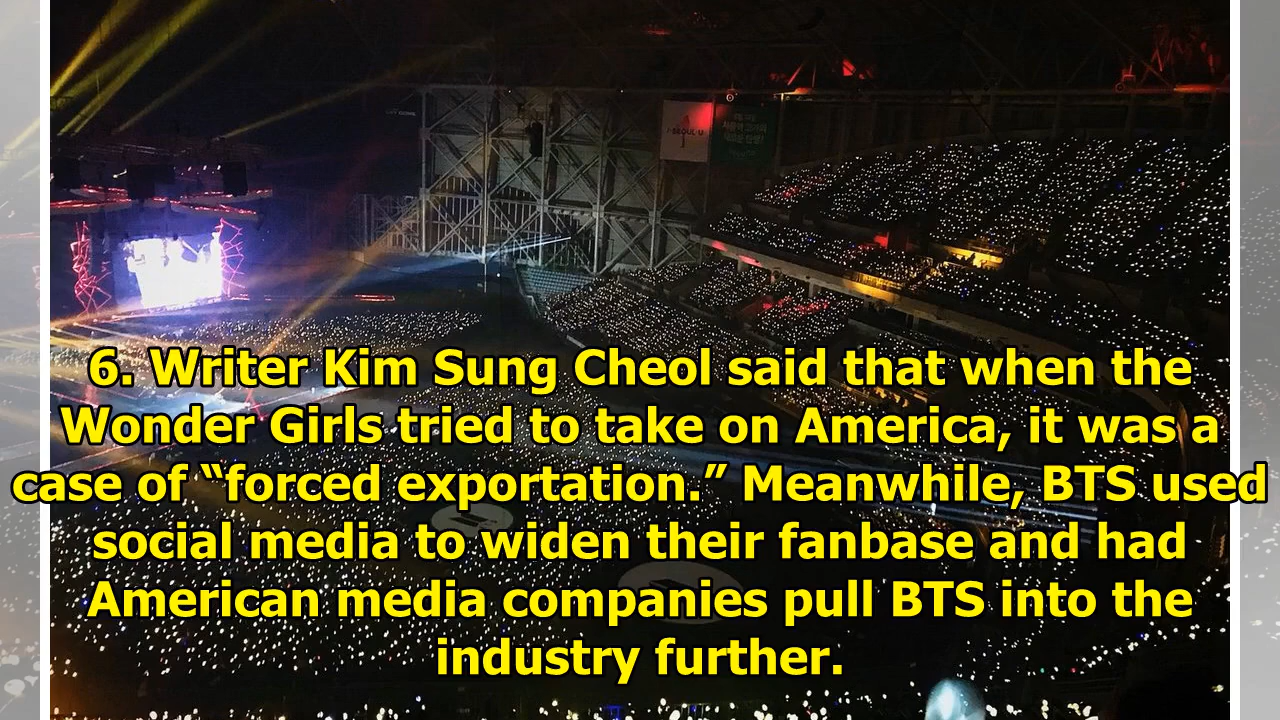 I·SEOUL·U
6. Writer Kim Sung Cheol said that when the
Wonder Girls tried to take on America, it was a
case of “forced exportation.” Meanwhile, BTS used
social media to widen their fanbase and had
American media companies pull BTS into the
industry further.